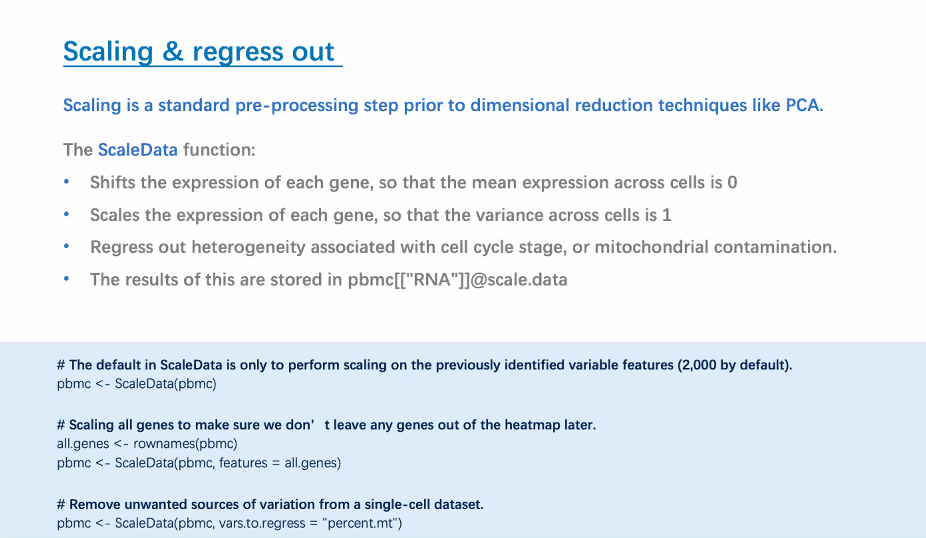 Scaling & regress out
Scaling is a standard pre-processing step prior to dimensional reduction techniques like PCA.
The ScaleData function:
• Shifts the expression of each gene, so that the mean expression across cells is 0
• Scales the expression of each gene, so that the variance across cells is 1
• Regress out heterogeneity associated with cell cycle stage, or mitochondrial contamination.
• The results of this are stored in pbmc[["RNA"]]@scale.data
# The default in ScaleData is only to perform scaling on the previously identified variable features (2,000 by default).
pbmc <- ScaleData(pbmc)
# Scaling all genes to make sure we don’t leave any genes out of the heatmap later.
all.genes <- rownames(pbmc)
pbmc <- ScaleData(pbmc, features = all.genes)
# Remove unwanted sources of variation from a single-cell dataset.
pbmc <- ScaleData(pbmc, vars.to.regress = "percent.mt")